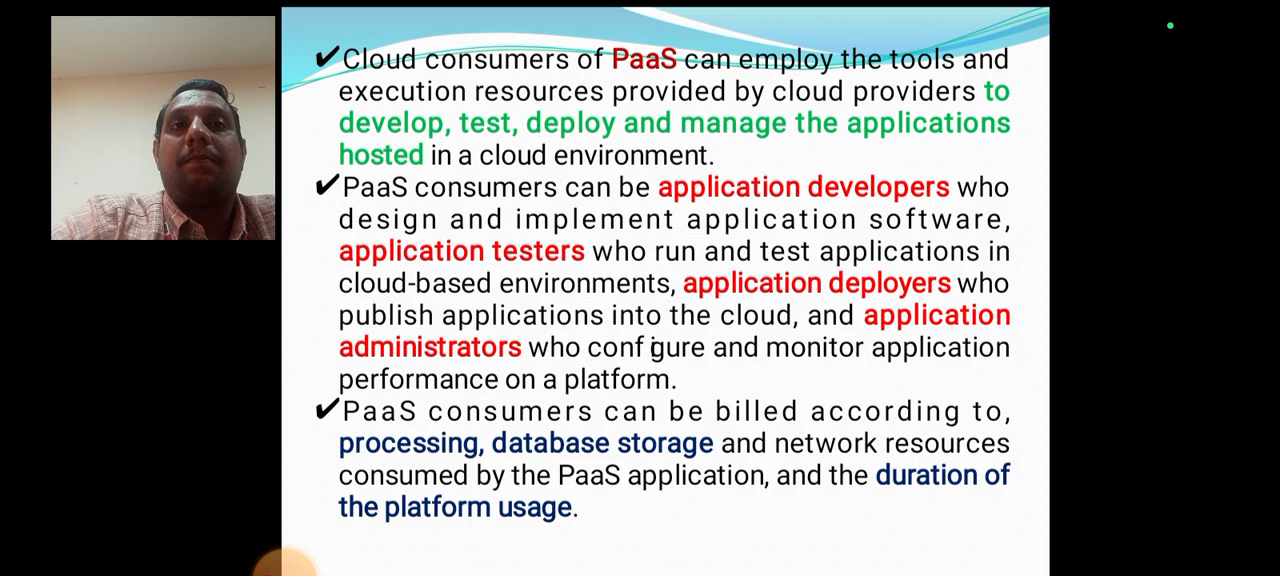 ✔Cloud consumers of PaaS can employ the tools and
execution resources provided by cloud providers to
develop, test, deploy and manage the applications
hosted in a cloud environment.
✔PaaS consumers can be application developers who
design and implement application software,
application testers who run and test applications in
cloud-based environments, application deployers who
publish applications into the cloud, and application
administrators who configure and monitor application
performance on a platform.
✔PaaS consumers can be billed according to,
processing, database storage and network resources
consumed by the PaaS application, and the duration of
the platform usage.